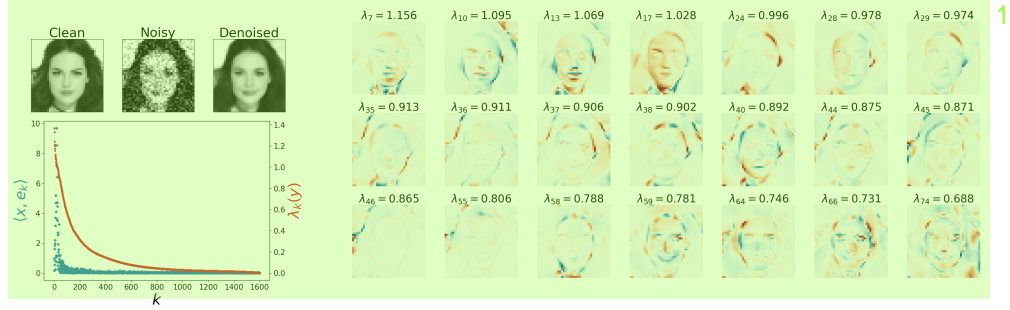 1
Clean Noisy Denoised
λ7 = 1.156 λ10 = 1.095 λ13 = 1.069 λ17 = 1.028 λ24 = 0.996 λ28 = 0.978 λ29 = 0.974
λ35 = 0.913 λ36 = 0.911 λ37 = 0.906 λ38 = 0.902 λ40 = 0.892 λ44 = 0.875 λ45 = 0.871
λ46 = 0.865 λ55 = 0.806 λ58 = 0.788 λ59 = 0.781 λ64 = 0.746 λ66 = 0.731 λ74 = 0.688
⟨x, ek⟩
10
8
6
4
2
0
1.4
1.2
1.0
0.8
0.6
0.4
0.2
0.0
λk(y)
0 200 400 600 800 1000 1200 1400 1600
k